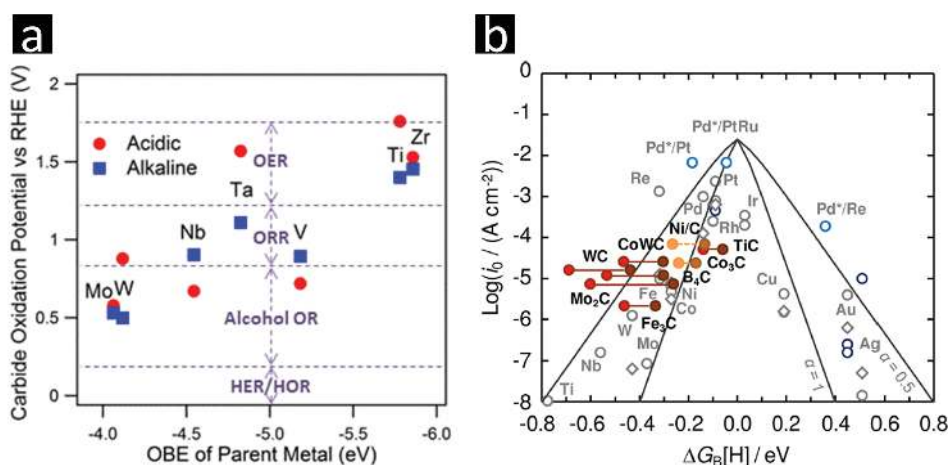 a
Carbide Oxidation Potential vs RHE (V)
2
1.5
1
0.5
0
Acidic
Alkaline
Zr
Ti
OER
Ta
ORR
Nb
V
Mo
W
Alcohol OR
HER/HOR
-4.0
-4.5
-5.0
-5.5
-6.0
OBE of Parent Metal (eV)
b
Log(i0 / (A cm-2)
0
-1
-2
-3
-4
-5
-6
-7
-8
Pd*/PtRu
Pd*/Pt
Re
Pt
Pd
Ir
Rh
Pd*/Re
Ni/C
CoWC
TiC
WC
Co3C
B4C
Mo2C
Fe
Ni
Co
Cu
Au
W
Fe3C
Mo
Ag
Nb
Ti
α = 1
α = 0.5
-0.8
-0.6
-0.4
-0.2
0.0
0.2
0.4
0.6
0.8
ΔGB[H] / eV